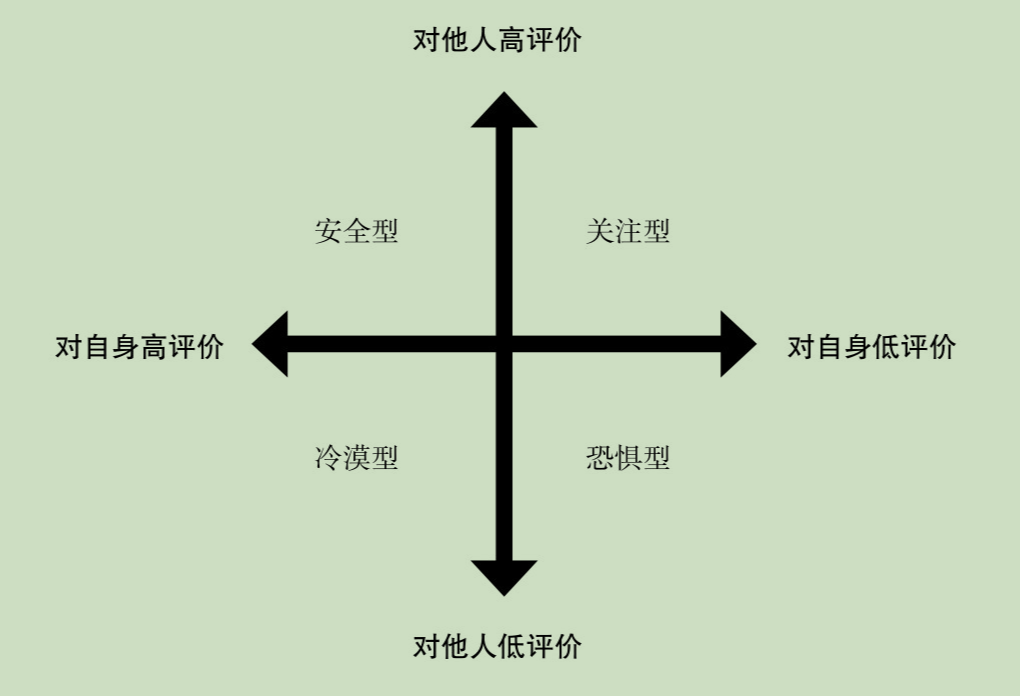 对他人高评价
安全型
关注型
对自身高评价
对自身低评价
冷漠型
恐惧型
对他人低评价